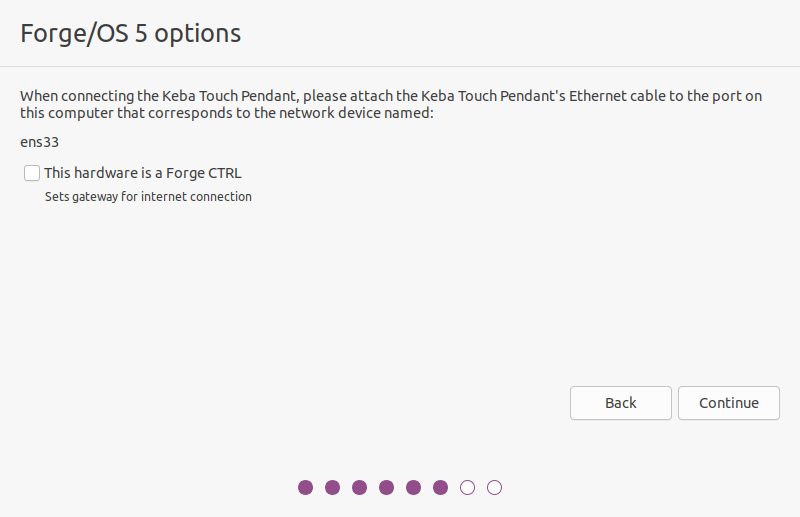 Forge/OS 5 options
When connecting the Keba Touch Pendant, please attach the Keba Touch Pendant's Ethernet cable to the port on
this computer that corresponds to the network device named:
ens33
This hardware is a Forge CTRL
Sets gateway for internet connection
Back
Continue